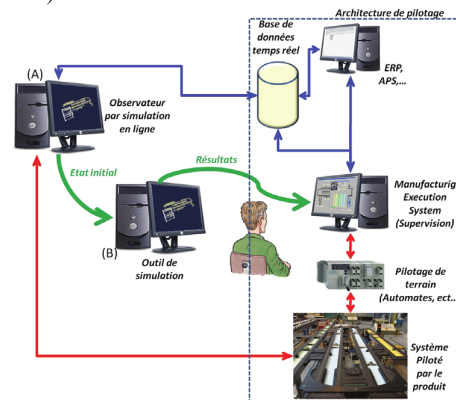 Architecture de pilotage
Base de
données
temps réel
(A)
ERP,
APS,...
Observateur
par simulation
en ligne
Etat initial
Résultats
Manufacturig
Execution
System
(Supervision)
(B)
Outil de
simulation
Pilotage de
terrain
(Automates, ect..
Système
Piloté
par le
produit